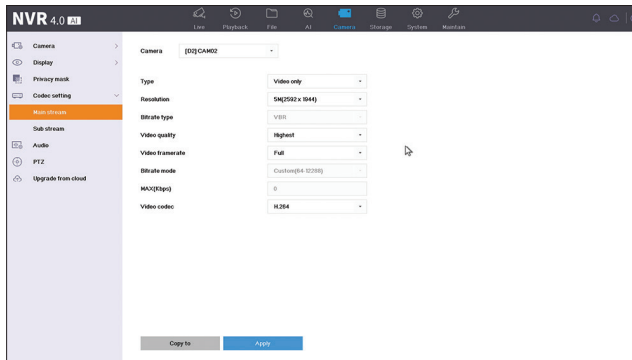 NVR 4.0 AI
Live Playback File AI Camera Storage System Maintain
Camera
Display
Privacy mask
Codec setting
Main stream
Sub stream
Audio
PTZ
Upgrade from cloud
Camera [D2] CAM02
Type Video only
Resolution 5M(2592 x 1944)
Bitrate type VBR
Video quality Highest
Video framerate Full
Bitrate mode Custom(64-12288)
MAX(Kbps) 0
Video codec H.264
Copy to Apply